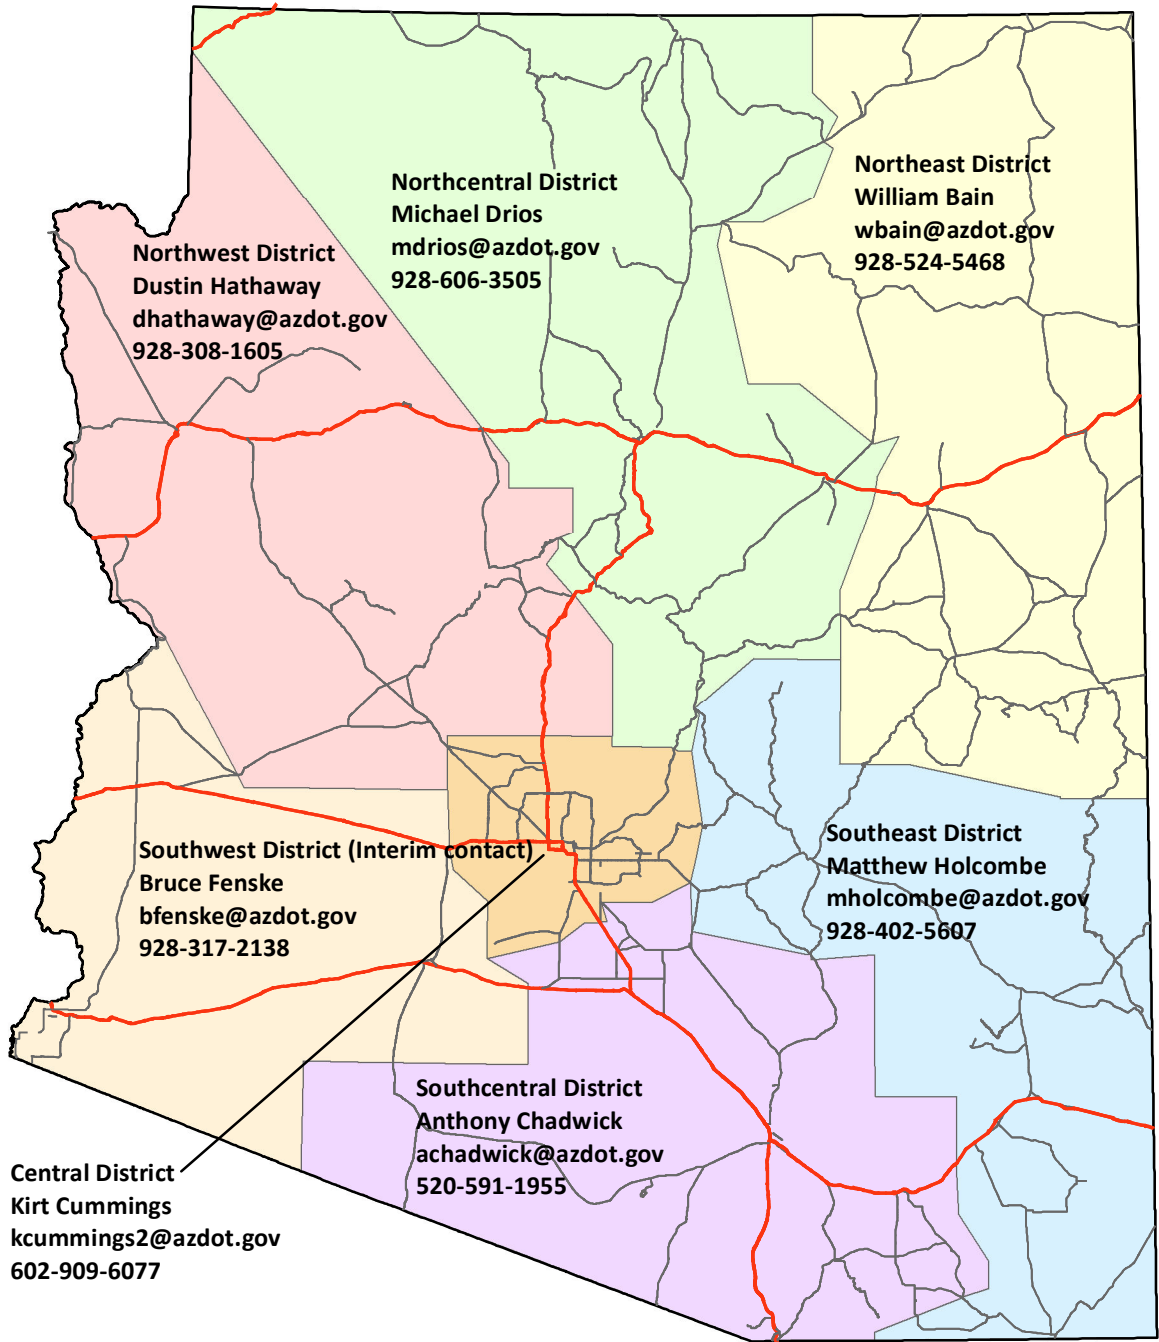 Northcentral District
Michael Drios
mdrios@azdot.gov
928-606-3505
Northeast District
William Bain
wbain@azdot.gov
928-524-5468
Northwest District
Dustin Hathaway
dhathaway@azdot.gov
928-308-1605
Southwest District (Interim contact)
Bruce Fenske
bfenske@azdot.gov
928-317-2138
Southeast District
Matthew Holcombe
mholcombe@azdot.gov
928-402-5607
Southcentral District
Anthony Chadwick
achadwick@azdot.gov
520-591-1955
Central District
Kirt Cummings
kcummings2@azdot.gov
602-909-6077